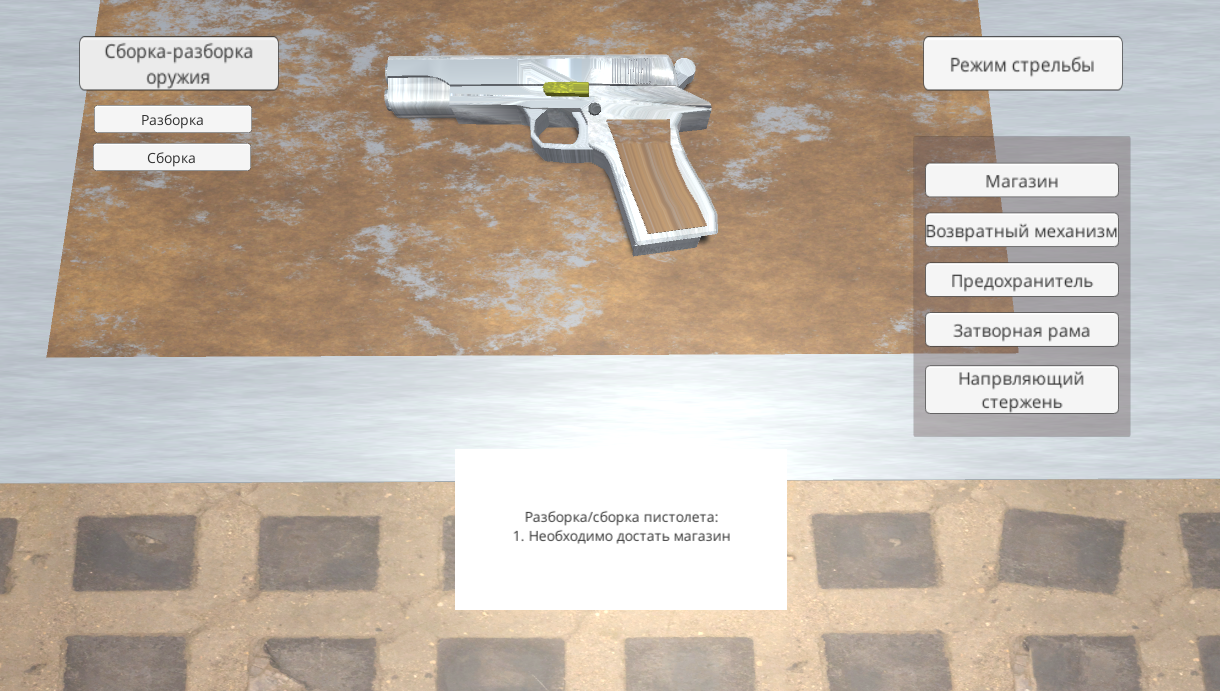 Сборка-разборка
оружия
Разборка
Сборка
Режим стрельбы
Магазин
Возвратный механизм
Предохранитель
Затворная рама
Напрвляющий
стержень
Разборка/сборка пистолета:
1. Необходимо достать магазин